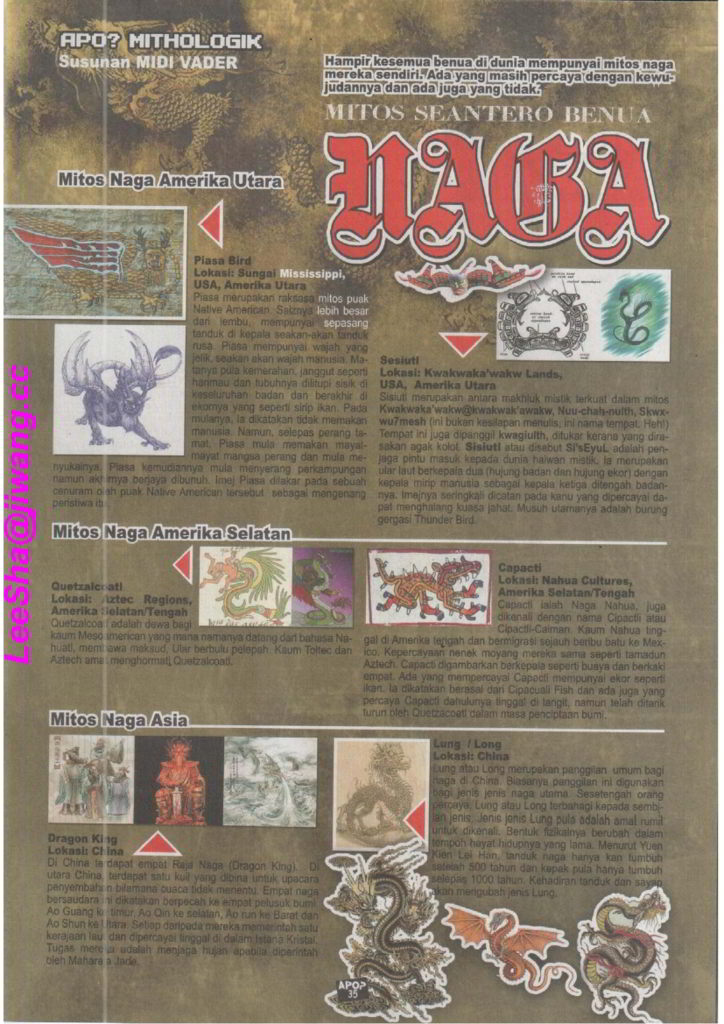 APO? MITHOLOGIK
Susunan MIDI VADER
Hampir kesemua benua di dunia mempunyai mitos naga
mereka sendiri. Ada yang masih percaya dengan kewu-
judannya dan ada juga yang tidak.
MITOS SEANTERO BENUA
NAGA
Mitos Naga Amerika Utara
Piasa Bird
Lokasi: Sungai Mississippi,
USA, Amerika Utara
Piasa merupakan raksasa mitos puak
Native American. Saiznya lebih besar
dari lembu, mempunyai sepasang
tanduk di kepala seakan-akan tanduk
rusa. Piasa mempunyai wajah yang
jelik, seakan akan wajah manusia. Ma-
tanya pula kemerahan, janggut seperti
harimau dan tubuhnya dilitupi sisik di
keseluruhan badan dan berakhir di
ekornya yang seperti sirip ikan. Pada
mulanya, Ia dikatakan tidak memakan
manusia. Namun, selepas perang ta-
mat, Piasa mula memakan mayat-
mayat mangsa perang dan mula me-
nyukainya. Piasa kemudiannya mula menyerang perkampungan
namun akhirnya berjaya dibunuh. Imej Piasa dilakar pada sebuah
cenuram oleh puak Native American tersebut sebagai mengenang
peristiwa itu.
Sesiutl
Lokasi: Kwakwaka'wakw Lands,
USA, Amerika Utara
Sisiutl merupakan antara makhluk mistik terkuat dalam mitos
Kwakwaka'wakw@kwakwak'awakw, Nuu-chah-nulth, Skwx-
wu7mesh (ini bukan kesilapan menulis, ini nama tempat. Heh!)
Tempat ini juga dipanggil kwagiulth, ditukar kerana yang dira-
sakan agak kolot. Sisiutl atau disebut Si'sEyuL adalah pen-
jaga pintu masuk kepada dunia haiwan mistik. Ia merupakan
ular laut berkepala dua (hujung badan dan hujung ekor) dengan
kepala mirip manusia sebagai kepala ketiga ditengah badan-
nya. Imejnya seringkali dicatat pada kanu yang dipercayai da-
pat menghalang kuasa jahat. Musuh utamanya adalah burung
gergasi Thunder Bird.
Mitos Naga Amerika Selatan
Quetzalcoatl
Lokasi: Aztec Regions,
Amerika Selatan/Tengah
Quetzalcoatl adalah dewa bagi
kaum Mesoamerican yang mana namanya datang dari bahasa Na-
huatl, membawa maksud, Ular berbulu pelepah. Kaum Toltec dan
Aztech amat menghormati Quetzalcoatl.
Capacti
Lokasi: Nahua Cultures,
Amerika Selatan/Tengah
Capacti ialah Naga Nahua, juga
dikenali dengan nama Cipactli atau
Cipactli-Caiman. Kaum Nahua ting-
gal di Amerika tengah dan bermigrasi sejauh beribu batu ke Mex-
ico. Kepercayaan nenek moyang mereka sama seperti tamadun
Aztech. Capacti digambarkan berkepala seperti buaya dan berkaki
empat. Ada yang mempercayai Capacti mempunyai ekor seperti
ikan. Ia dikatakan berasal dari Cipacuali Fish dan ada juga yang
percaya Capacti dahulunya tinggal di langit, namun telah ditarik
turun oleh Quetzacoatl dalam masa penciptaan bumi.
Mitos Naga Asia
Dragon King
Lokasi: China
Di China terdapat empat Raja Naga (Dragon King). Di
utara China, terdapat satu kuil yang dibina untuk upacara
penyembahan bilamana cuaca tidak menentu. Empat naga
bersaudara ini dikatakan berpecah ke empat pelusuk bumi.
Ao Guang ke timur, Ao Qin ke selatan, Ao run ke Barat dan
Ao Shun ke Utara. Setiap daripada mereka memerintah satu
kerajaan laut dan dipercayai tinggal di dalam Istana Kristal.
Tugas mereka adalah menjaga hujan apabila diperintah
oleh Maharaja Jade.
Lung / Long
Lokasi: China
Lung atau Long merupakan panggilan umum bagi
naga di China. Biasanya panggilan ini digunakan
bagi jenis jenis naga utama. Sesetengah orang
percaya, Lung atau Long terbahagi kepada sembi-
lan jenis. Jenis jenis Lung pula adalah amat rumit
untuk dikenali. Bentuk fizikalnya berubah dalam
tempoh hayat hidupnya yang lama. Menurut Yuen
Kien Lei Han, tanduk naga hanya kan tumbuh
setelah 500 tahun dan kepak pula hanya tumbuh
selepas 1000 tahun. Kehadiran tanduk dan sayap
akan mengubah jenis Lung.
APO?
35
LeeSha@jiwang.cc